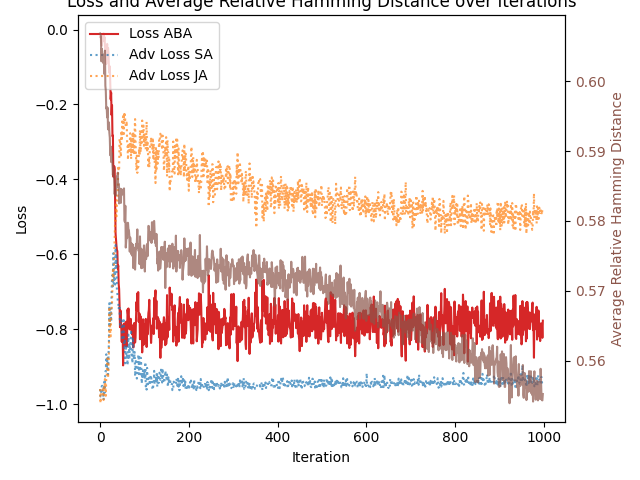 Loss and Average Relative Hamming Distance over Iterations
Loss ABA
Adv Loss SA
Adv Loss JA
0.0
−0.2
−0.4
−0.6
−0.8
−1.0
Loss
0 200 400 600 800 1000
Iteration
0.60
0.59
0.58
0.57
0.56
Average Relative Hamming Distance